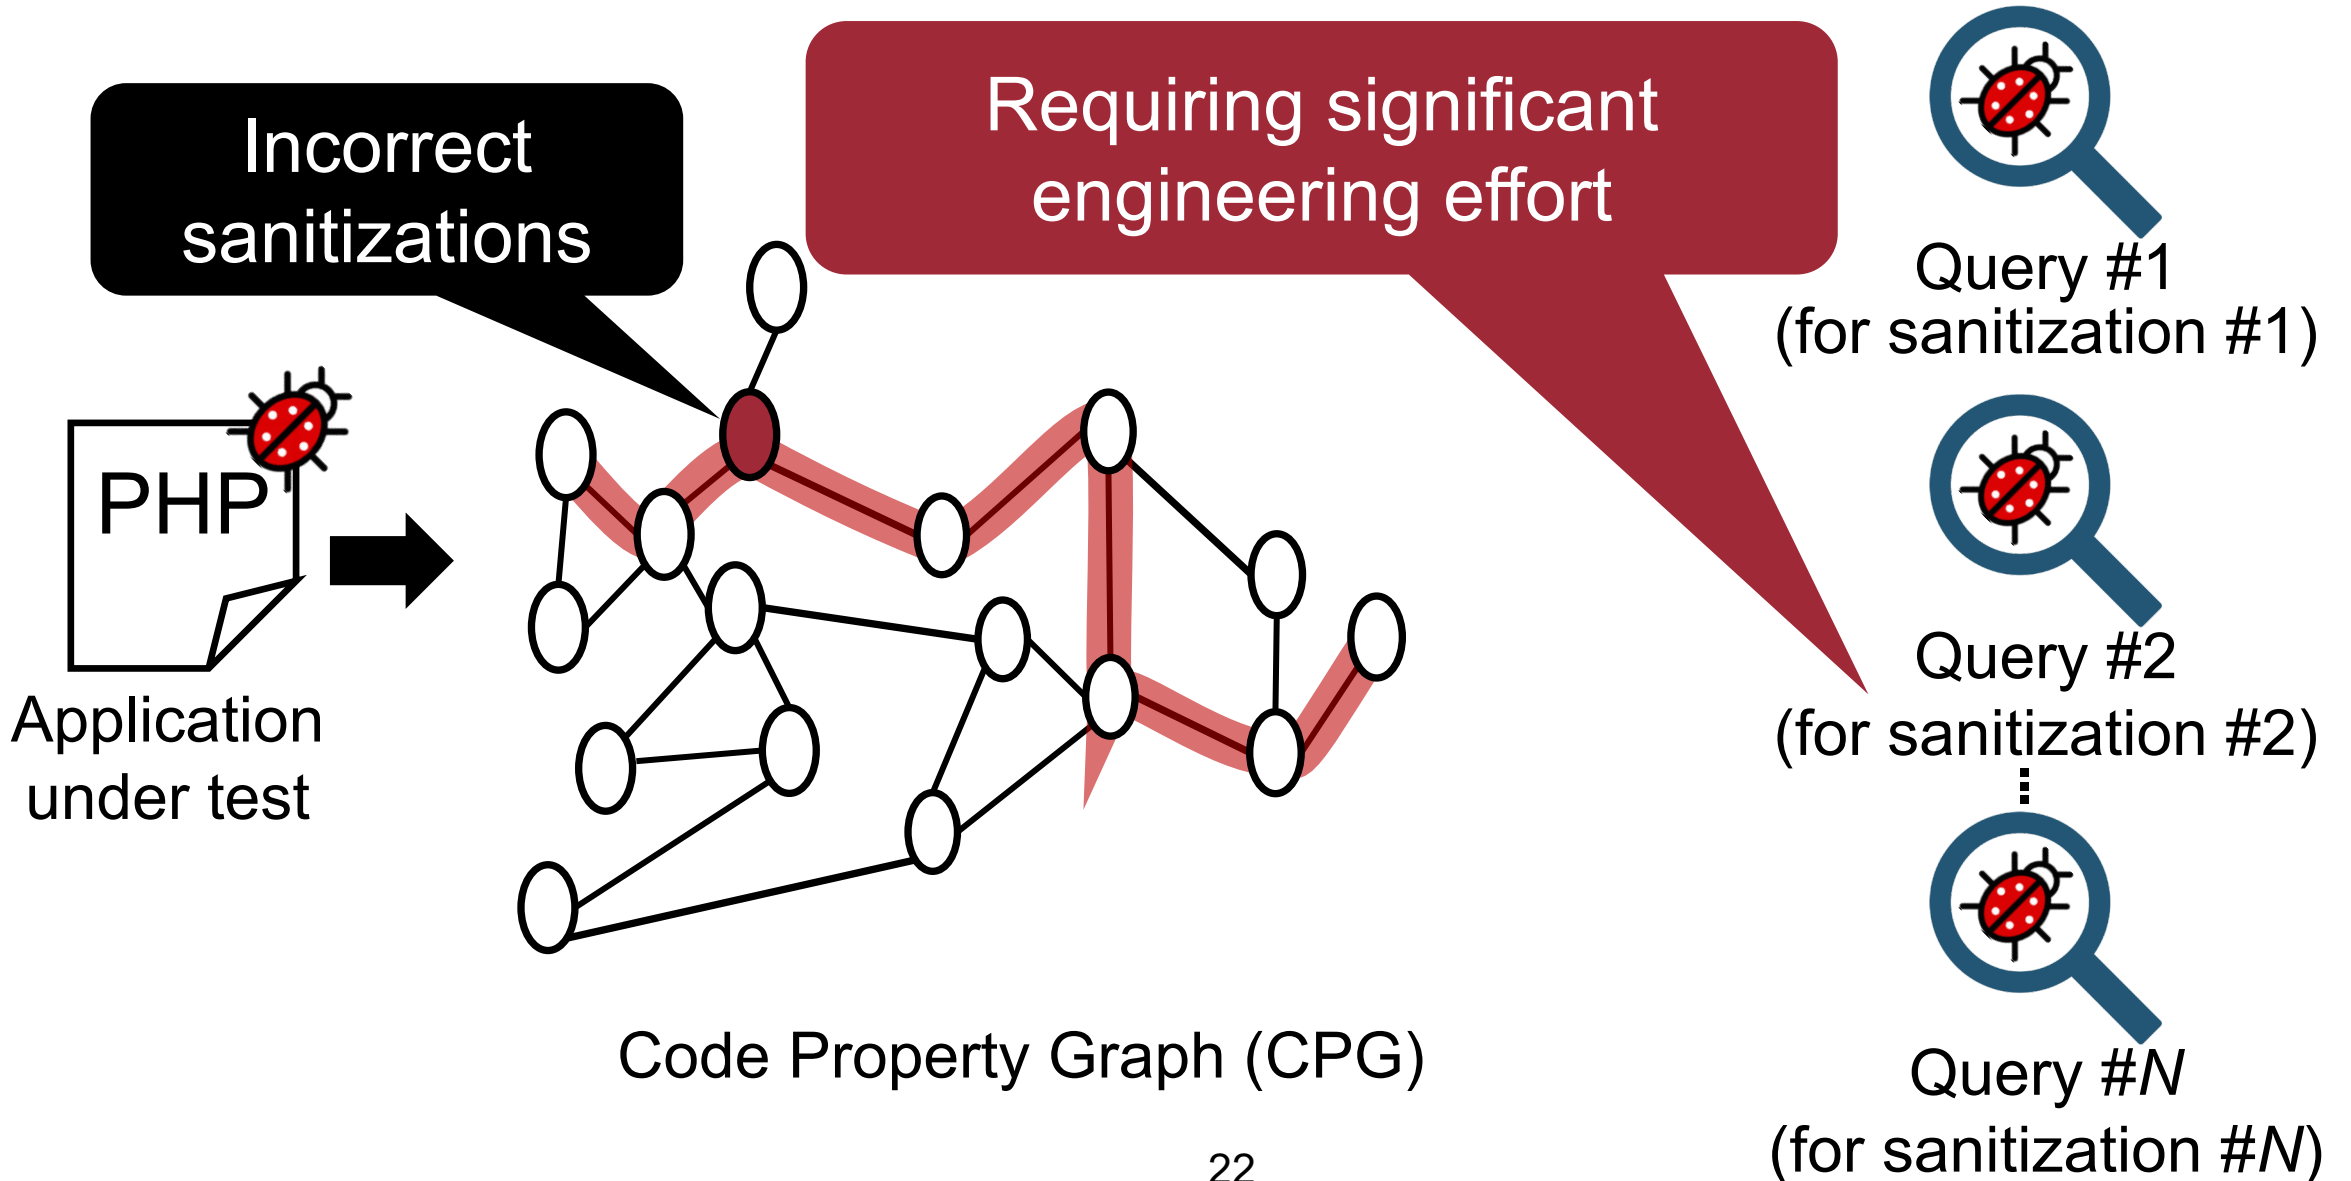 Incorrect
sanitizations
Requiring significant
engineering effort
Query #1
(for sanitization #1)
PHP
Application
under test
Query #2
(for sanitization #2)
Query #N
(for sanitization #N)
Code Property Graph (CPG)
22